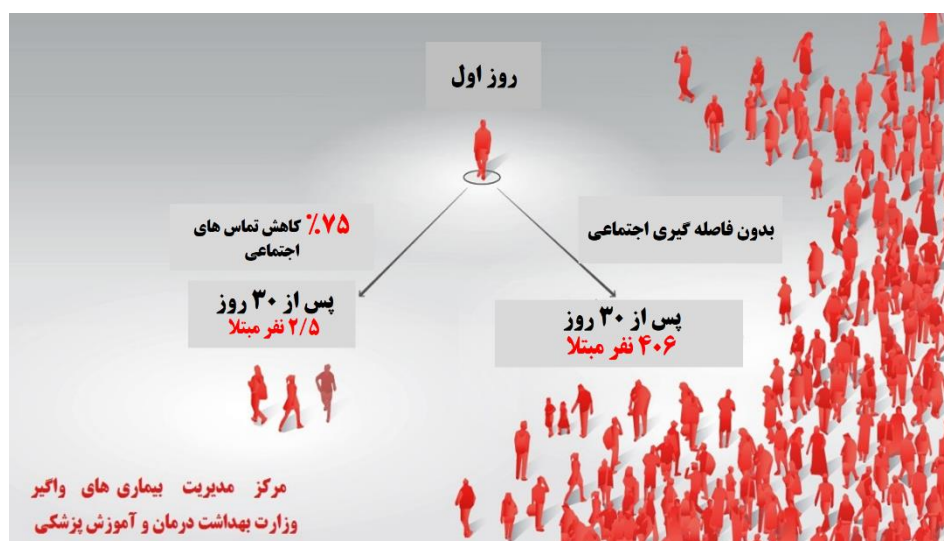 روز اول
بدون فاصله گیری اجتماعی
پس از ۳۰ روز
۴۰۶ نفر مبتلا
۷۵٪ کاهش تماس های
اجتماعی
پس از ۳۰ روز
۲/۵ نفر مبتلا
مرکز مدیریت بیماری های واگیر
وزارت بهداشت درمان و آموزش پزشکی